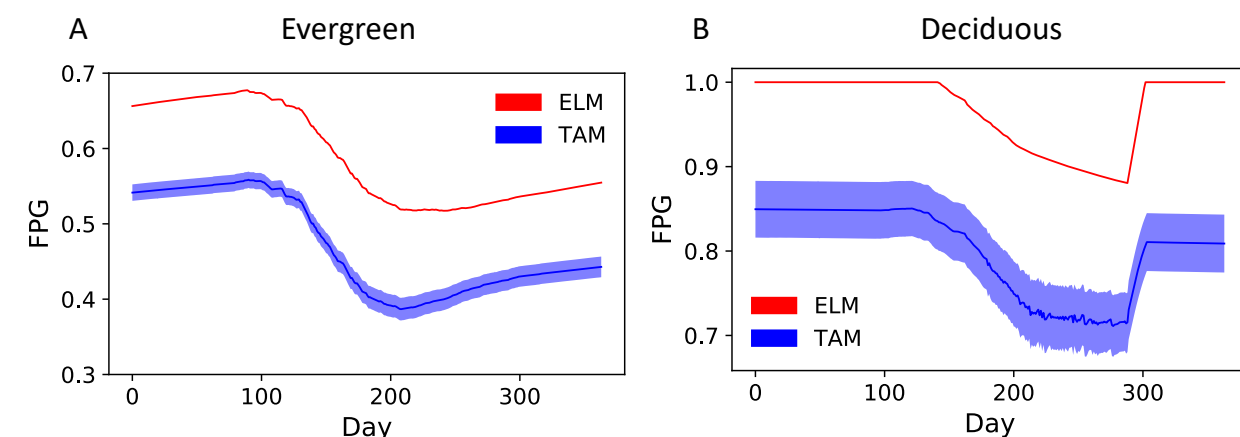 A Evergreen
0.7
0.6
0.5
0.4
0.3
FPG
ELM
TAM
0 100 200 300
Day
B Deciduous
1.0
0.9
0.8
0.7
FPG
ELM
TAM
0 100 200 300
Day